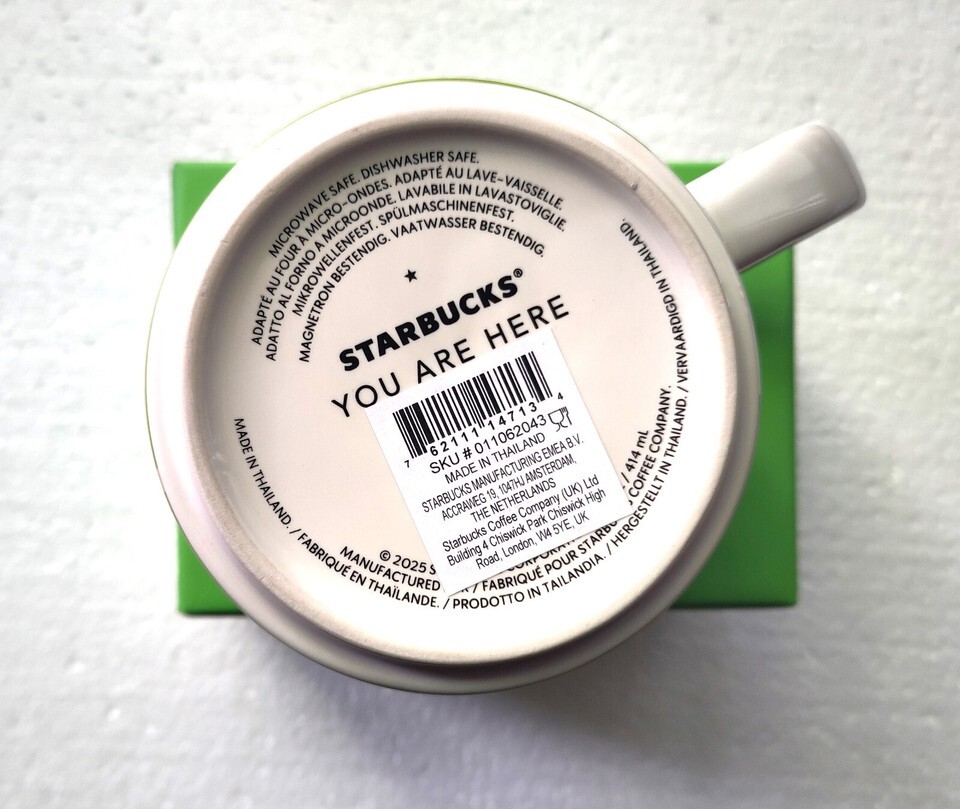 MICROWAVE SAFE. DISHWASHER SAFE.
ADAPTÉ AU FOUR À MICRO-ONDES. ADAPTÉ AU LAVE-VAISSELLE.
ADATTO AL FORNO A MICROONDE. LAVABILE IN LAVASTOVIGLIE.
MIKROWELLENFEST. SPÜLMASCHINENFEST.
MAGNETRON BESTENDIG. VAATWASSER BESTENDIG.
STARBUCKS®
YOU ARE HERE
7 62111 14713 4
SKU # 011062043
MADE IN THAILAND
STARBUCKS MANUFACTURING EMEA B.V.
ACCRAWEG 19, 1047HJ AMSTERDAM,
THE NETHERLANDS
Starbucks Coffee Company (UK) Ltd
Building 4 Chiswick Park Chiswick High
Road, London, W4 5YE, UK
© 2025 / 414 mL
MANUFACTURED / FABRIQUÉ POUR STARBUCKS COFFEE COMPANY.
MADE IN THAILAND. / FABRIQUÉ EN THAÏLANDE. / PRODOTTO IN TAILANDIA. / HERGESTELLT IN THAILAND. / VERVAARDIGD IN THAILAND.